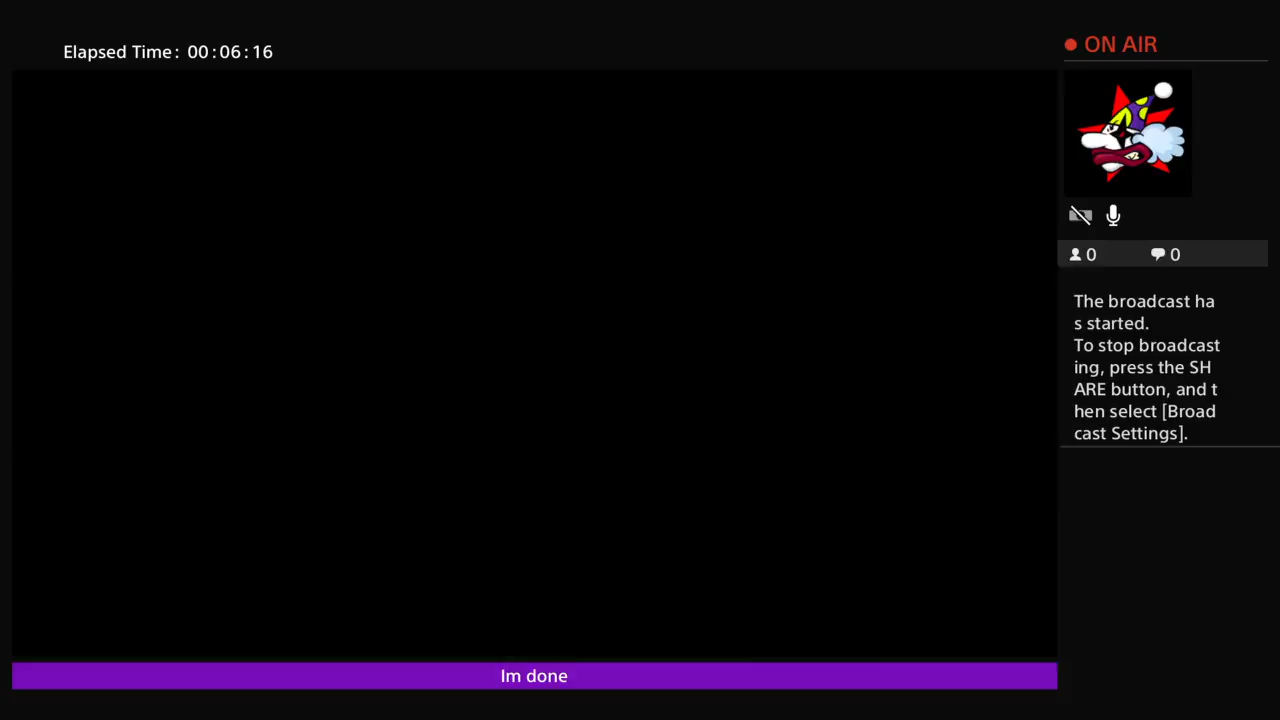 Elapsed Time: 00:06:16
ON AIR
0 0
The broadcast ha
s started.
To stop broadcast
ing, press the SH
ARE button, and t
hen select [Broad
cast Settings].
Im done